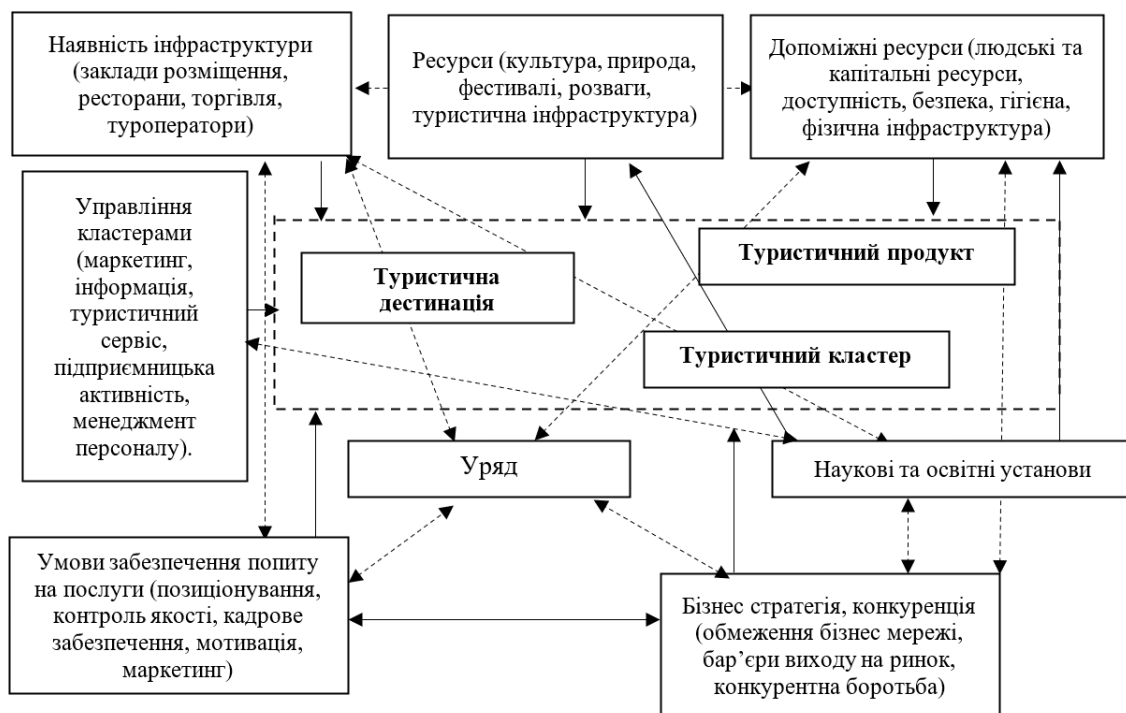 Наявність інфраструктури
(заклади розміщення,
ресторани, торгівля,
туроператори)
Ресурси (культура, природа,
фестивалі, розваги,
туристична інфраструктура)
Допоміжні ресурси (людські та
капітальні ресурси,
доступність, безпека, гігієна,
фізична інфраструктура)
Управління
кластерами
(маркетинг,
інформація,
туристичний
сервіс,
підприємницька
активність,
менеджмент
персоналу).
Туристична
дестинація
Туристичний продукт
Туристичний кластер
Уряд
Наукові та освітні установи
Умови забезпечення попиту
на послуги (позиціонування,
контроль якості, кадрове
забезпечення, мотивація,
маркетинг)
Бізнес стратегія, конкуренція
(обмеження бізнес мережі,
бар’єри виходу на ринок,
конкурентна боротьба)